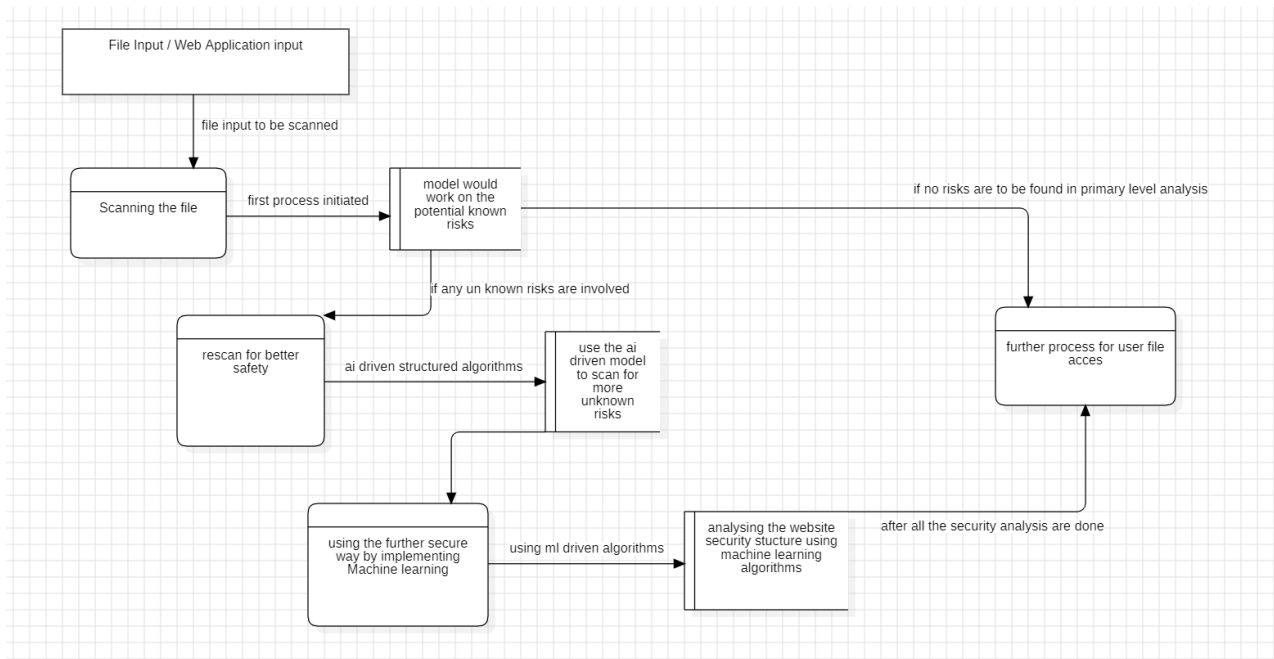 File Input / Web Application input
file input to be scanned
Scanning the file
first process initiated
model would
work on the
potential known
risks
if no risks are to be found in primary level analysis
if any un known risks are involved
rescan for better
safety
ai driven structured algorithms
use the ai
driven model
to scan for
more
unknown
risks
further process for user file
acces
using the further secure
way by implementing
Machine learning
using ml driven algorithms
analysing the website
security stucture using
machine learning
algorithms
after all the security analysis are done